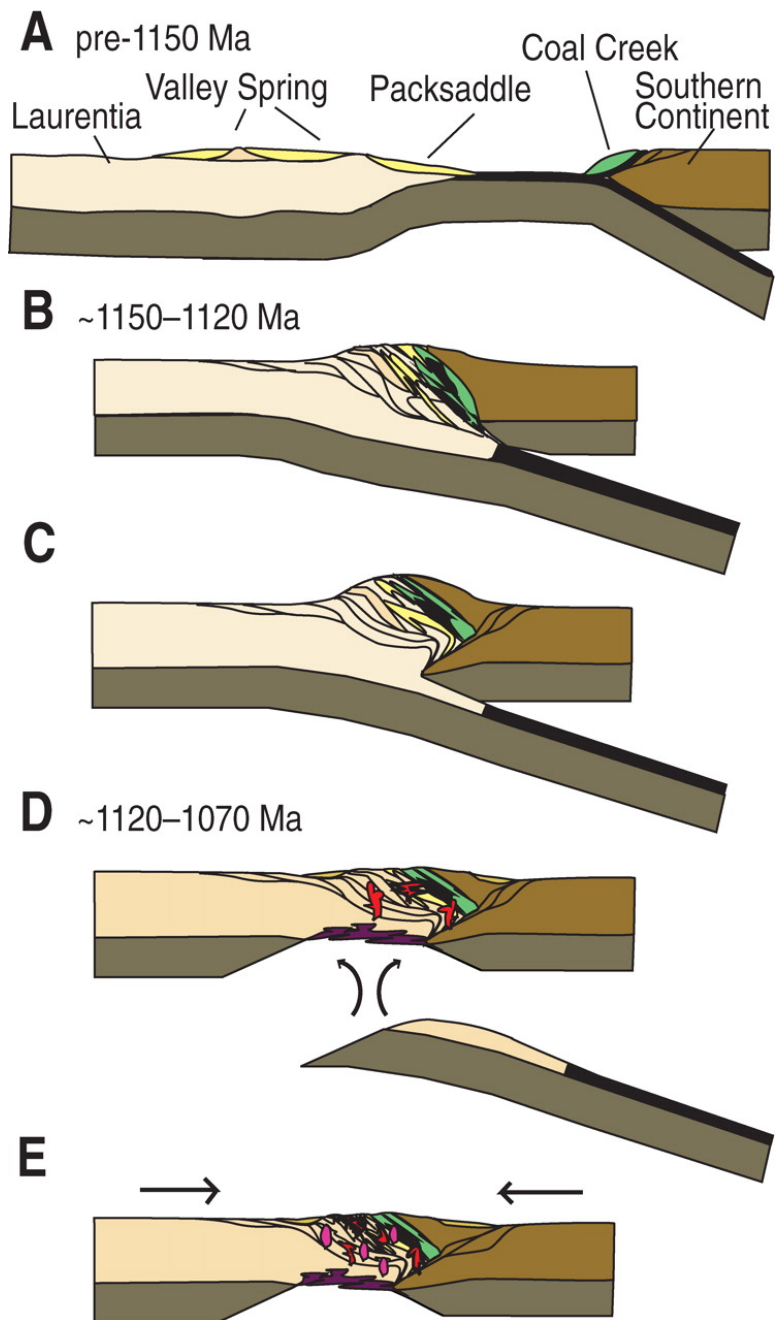 A pre-1150 Ma
Coal Creek
Valley Spring
Packsaddle
Southern
Continent
Laurentia
B ~1150–1120 Ma
C
D ~1120–1070 Ma
E